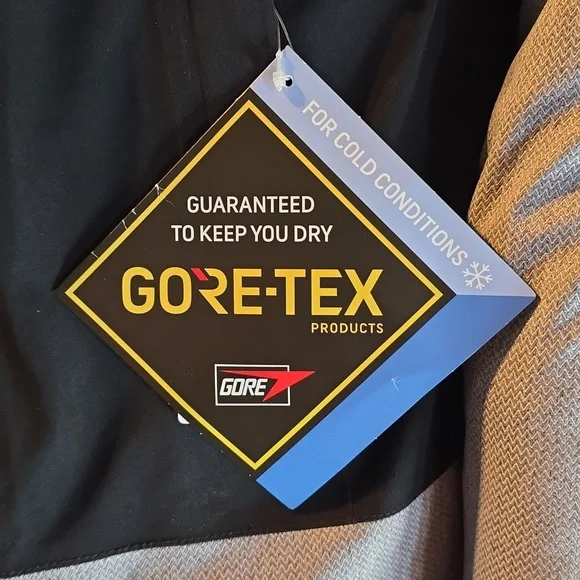 FOR COLD CONDITIONS
GUARANTEED
TO KEEP YOU DRY
GORE-TEX
PRODUCTS
GORE